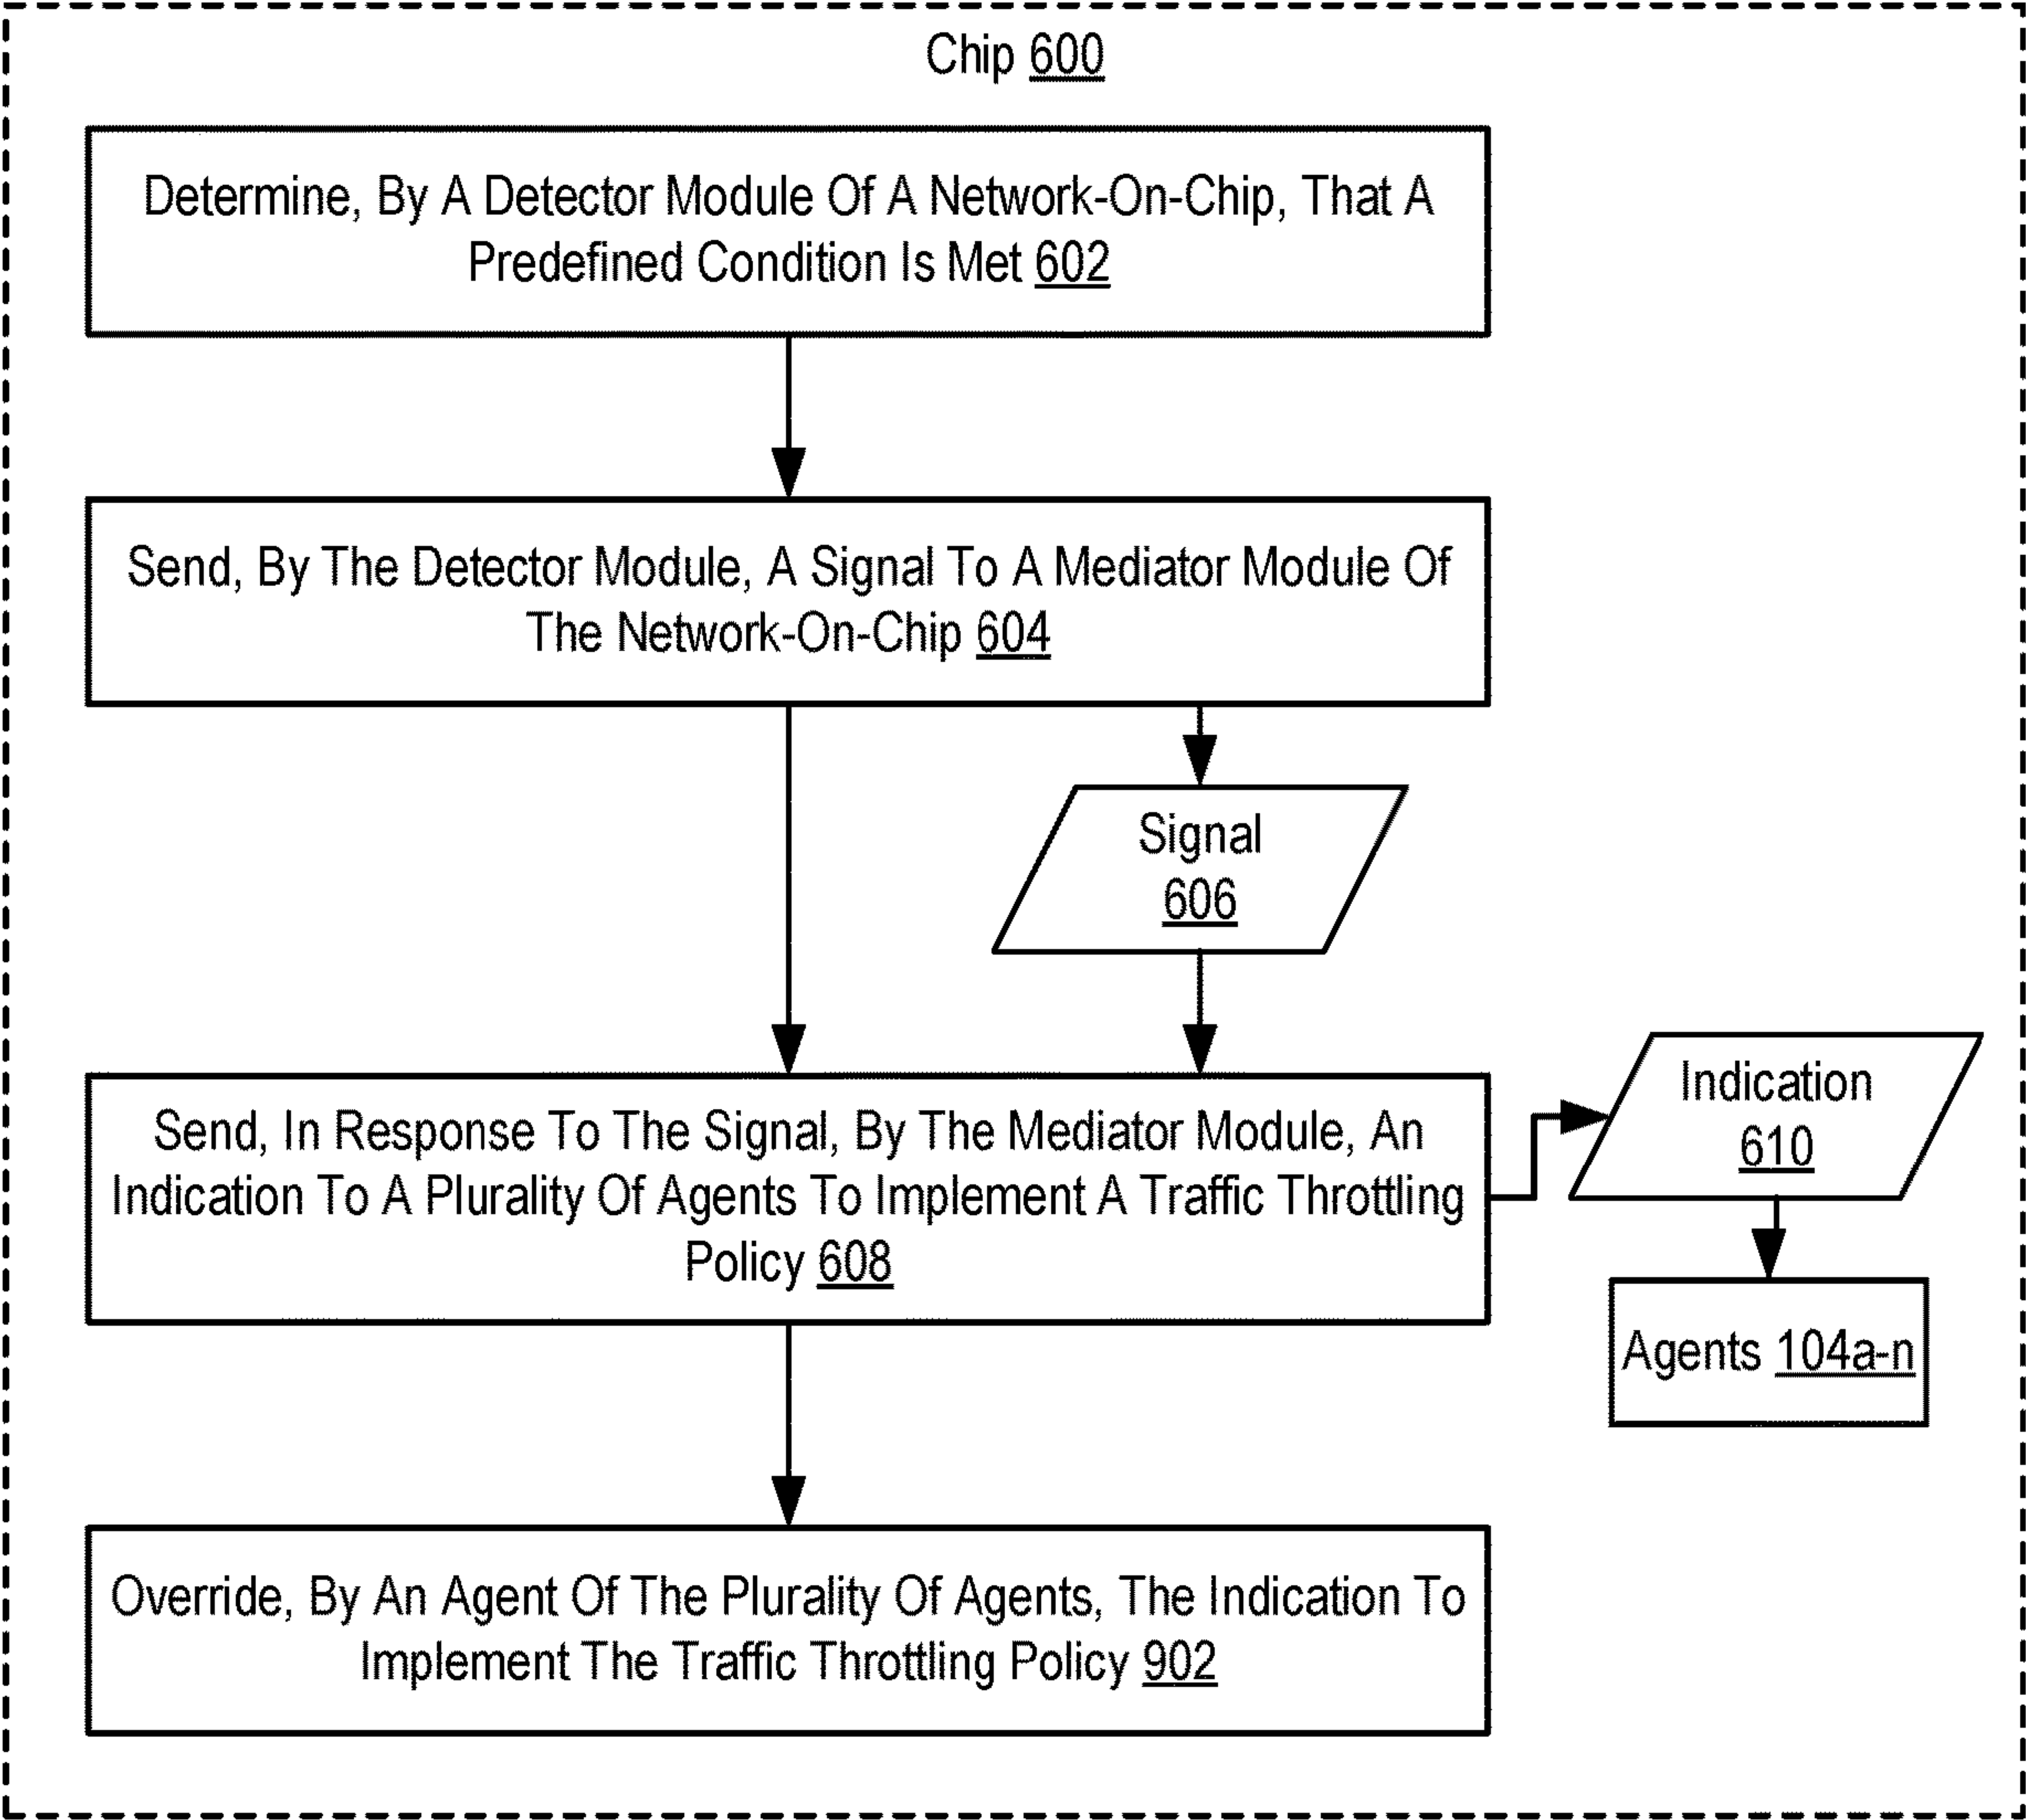 Chip 600
Determine, By A Detector Module Of A Network-On-Chip, That A
Predefined Condition Is Met 602
Send, By The Detector Module, A Signal To A Mediator Module Of
The Network-On-Chip 604
Signal
606
Send, In Response To The Signal, By The Mediator Module, An
Indication To A Plurality Of Agents To Implement A Traffic Throttling
Policy 608
Indication
610
Agents 104a-n
Override, By An Agent Of The Plurality Of Agents, The Indication To
Implement The Traffic Throttling Policy 902